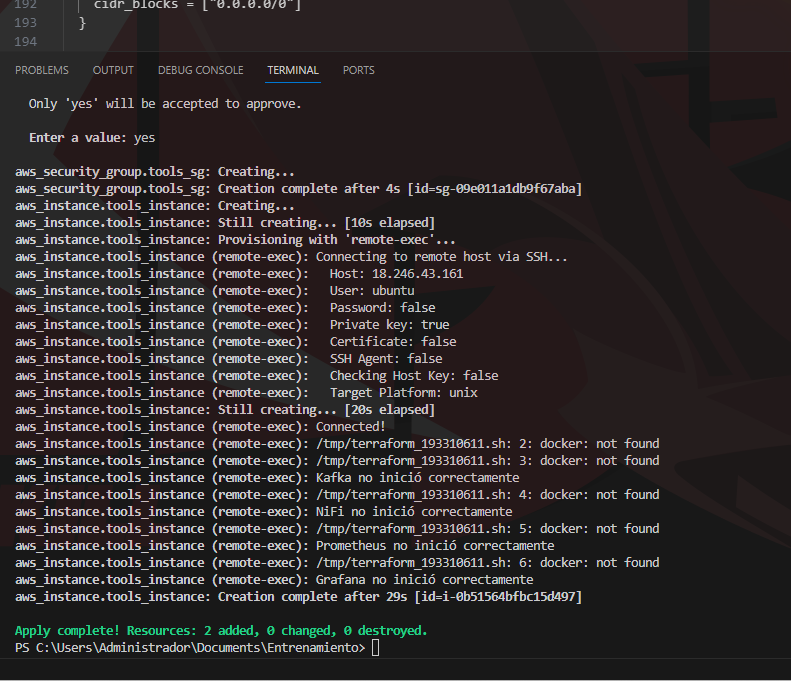 192 cidr_blocks = ["0.0.0.0/0"]
193 }
194
PROBLEMS OUTPUT DEBUG CONSOLE TERMINAL PORTS
Only 'yes' will be accepted to approve.
Enter a value: yes
aws_security_group.tools_sg: Creating...
aws_security_group.tools_sg: Creation complete after 4s [id=sg-09e011a1db9f67aba]
aws_instance.tools_instance: Creating...
aws_instance.tools_instance: Still creating... [10s elapsed]
aws_instance.tools_instance: Provisioning with 'remote-exec'...
aws_instance.tools_instance (remote-exec): Connecting to remote host via SSH...
aws_instance.tools_instance (remote-exec):   Host: 18.246.43.161
aws_instance.tools_instance (remote-exec):   User: ubuntu
aws_instance.tools_instance (remote-exec):   Password: false
aws_instance.tools_instance (remote-exec):   Private key: true
aws_instance.tools_instance (remote-exec):   Certificate: false
aws_instance.tools_instance (remote-exec):   SSH Agent: false
aws_instance.tools_instance (remote-exec):   Checking Host Key: false
aws_instance.tools_instance (remote-exec):   Target Platform: unix
aws_instance.tools_instance: Still creating... [20s elapsed]
aws_instance.tools_instance (remote-exec): Connected!
aws_instance.tools_instance (remote-exec): /tmp/terraform_193310611.sh: 2: docker: not found
aws_instance.tools_instance (remote-exec): /tmp/terraform_193310611.sh: 3: docker: not found
aws_instance.tools_instance (remote-exec): Kafka no inició correctamente
aws_instance.tools_instance (remote-exec): /tmp/terraform_193310611.sh: 4: docker: not found
aws_instance.tools_instance (remote-exec): NiFi no inició correctamente
aws_instance.tools_instance (remote-exec): /tmp/terraform_193310611.sh: 5: docker: not found
aws_instance.tools_instance (remote-exec): Prometheus no inició correctamente
aws_instance.tools_instance (remote-exec): /tmp/terraform_193310611.sh: 6: docker: not found
aws_instance.tools_instance (remote-exec): Grafana no inició correctamente
aws_instance.tools_instance: Creation complete after 29s [id=i-0b51564bfbc15d497]
Apply complete! Resources: 2 added, 0 changed, 0 destroyed.
PS C:\Users\Administrador\Documents\Entrenamiento>